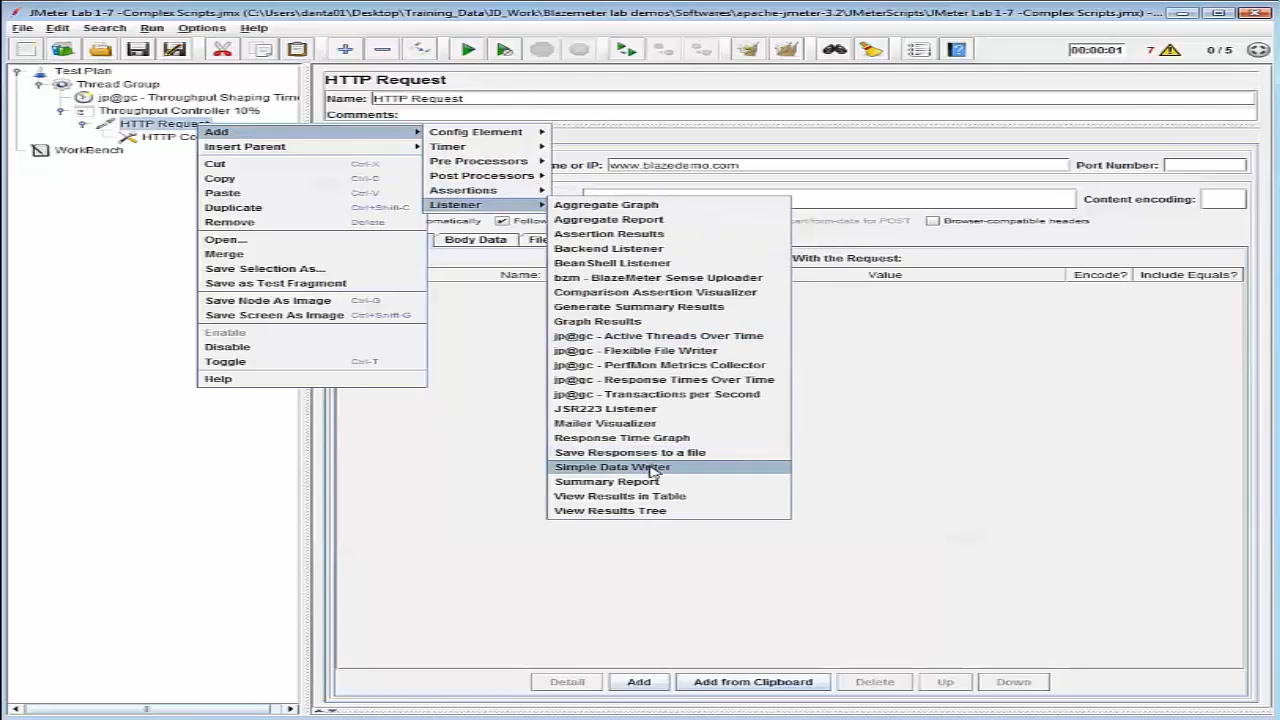 JMeter Lab 1-7 -Complex Scripts.jmx (C:\Users\danta01\Desktop\Training_Data\JD_Work\Blazemeter lab demos\Softwares\apache-jmeter-3.2\JMeterScripts\JMeter Lab 1-7 -Complex Scripts.jmx) -...
File Edit Search Run Options Help
00:00:01 7 0 / 5
Test Plan
Thread Group
jp@gc - Throughput Shaping Time
Throughput Controller 10%
HTTP Request
HTTP Co
WorkBench
HTTP Request
Name: HTTP Request
Comments:
me or IP: www.blazedemo.com Port Number:
Content encoding:
omatically Follow art/form-data for POST Browser-compatible headers
Body Data File
With the Request:
Name: Value Encode? Include Equals?
Add
Insert Parent
Cut Ctrl-X
Copy Ctrl-C
Paste Ctrl-V
Duplicate Ctrl+Shift-C
Remove Delete
Open...
Merge
Save Selection As...
Save as Test Fragment
Save Node As Image Ctrl-G
Save Screen As Image Ctrl+Shift-G
Enable
Disable
Toggle Ctrl-T
Help
Config Element
Timer
Pre Processors
Post Processors
Assertions
Listener
Aggregate Graph
Aggregate Report
Assertion Results
Backend Listener
BeanShell Listener
bzm - BlazeMeter Sense Uploader
Comparison Assertion Visualizer
Generate Summary Results
Graph Results
jp@gc - Active Threads Over Time
jp@gc - Flexible File Writer
jp@gc - PerfMon Metrics Collector
jp@gc - Response Times Over Time
jp@gc - Transactions per Second
JSR223 Listener
Mailer Visualizer
Response Time Graph
Save Responses to a file
Simple Data Writer
Summary Report
View Results in Table
View Results Tree
Detail Add Add from Clipboard Delete Up Down